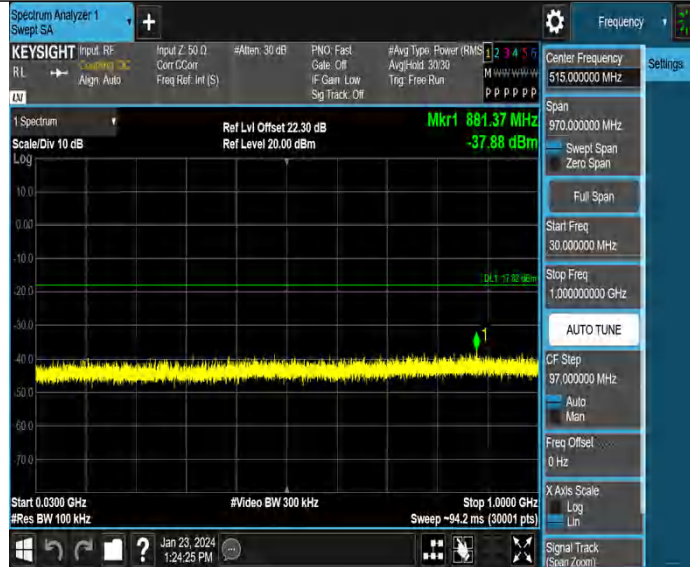 Spectrum Analyzer 1
Swept SA
+
Frequency
KEYSIGHT
RL
Input: RF
Coupling: DC
Align: Auto
Input Z: 50 Ω
Corr CCorr
Freq Ref: Int (S)
#Atten: 30 dB
PNO: Fast
Gate: Off
IF Gain: Low
Sig Track: Off
#Avg Type: Power (RMS
Avg|Hold: 30/30
Trig: Free Run
1 2 3 4 5 6
M W W W W W
P P P P P P
Center Frequency
515.000000 MHz
Settings
Span
970.000000 MHz
Swept Span
Zero Span
Full Span
Start Freq
30.000000 MHz
Stop Freq
1.000000000 GHz
AUTO TUNE
CF Step
97.000000 MHz
Auto
Man
Freq Offset
0 Hz
X Axis Scale
Log
Lin
Signal Track
(Span Zoom)
1 Spectrum
Scale/Div 10 dB
Log
Ref Lvl Offset 22.30 dB
Ref Level 20.00 dBm
Mkr1 881.37 MHz
-37.88 dBm
10.0
0.00
-10.0
-20.0
-30.0
-40.0
-50.0
-60.0
-70.0
DL1 -17.82 dBm
1
Start 0.0300 GHz
#Res BW 100 kHz
#Video BW 300 kHz
Stop 1.0000 GHz
Sweep ~94.2 ms (30001 pts)
?
Jan 23, 2024
1:24:25 PM